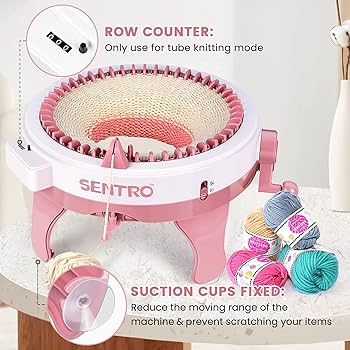 ROW COUNTER:
Only use for tube knitting mode
000
SENTRO
SUCTION CUPS FIXED:
Reduce the moving range of the
machine & prevent scratching your items